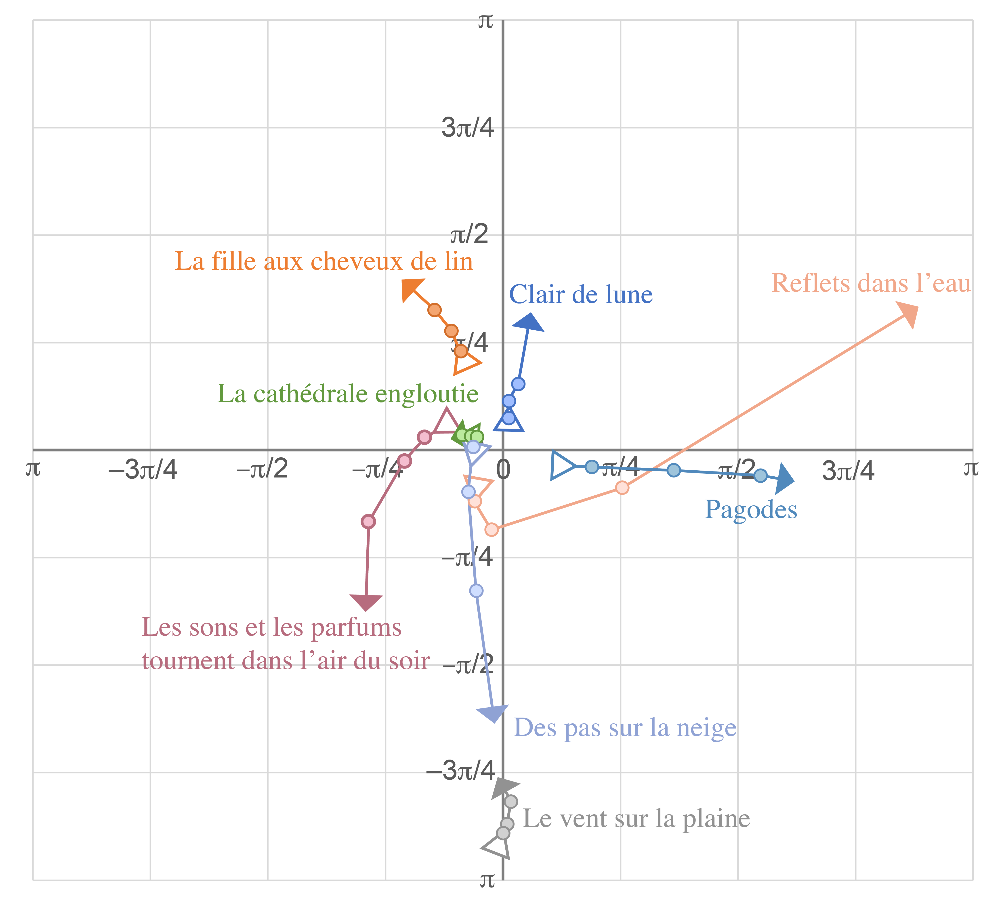 π
3π/4
π/2
La fille aux cheveux de lin
Reflets dans l’eau
Clair de lune
π/4
La cathédrale engloutie
π
−3π/4
−π/2
−π/4
0
π/4
π/2
3π/4
π
Pagodes
−π/4
Les sons et les parfums
tournent dans l’air du soir
−π/2
Des pas sur la neige
−3π/4
Le vent sur la plaine
π